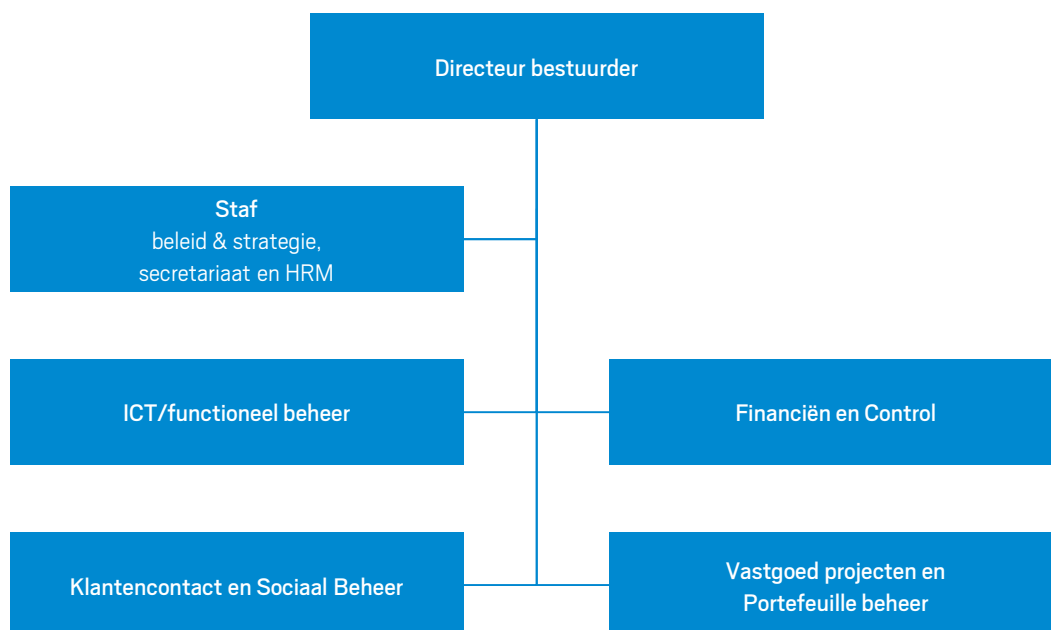 Directeur bestuurder
Staf
beleid & strategie,
secretariaat en HRM
ICT/functioneel beheer
Financiën en Control
Klantencontact en Sociaal Beheer
Vastgoed projecten en
Portefeuille beheer